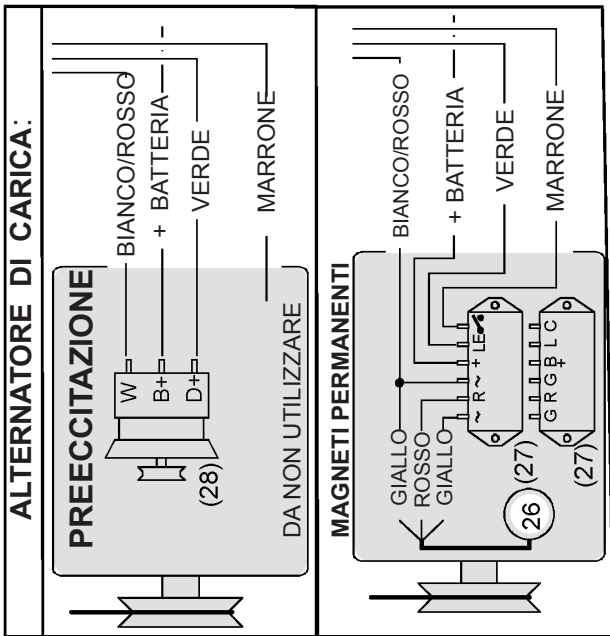 ALTERNATORE DI CARICA:
PREECCITAZIONE
BIANCO/ROSSO
+ BATTERIA
VERDE
MARRONE
W
B+
D+
(28)
DA NON UTILIZZARE
MAGNETI PERMANENTI
BIANCO/ROSSO
+ BATTERIA
VERDE
MARRONE
GIALLO
ROSSO
GIALLO
~ R ~ + LE
G R G B+ L C
26
(27)
(27)